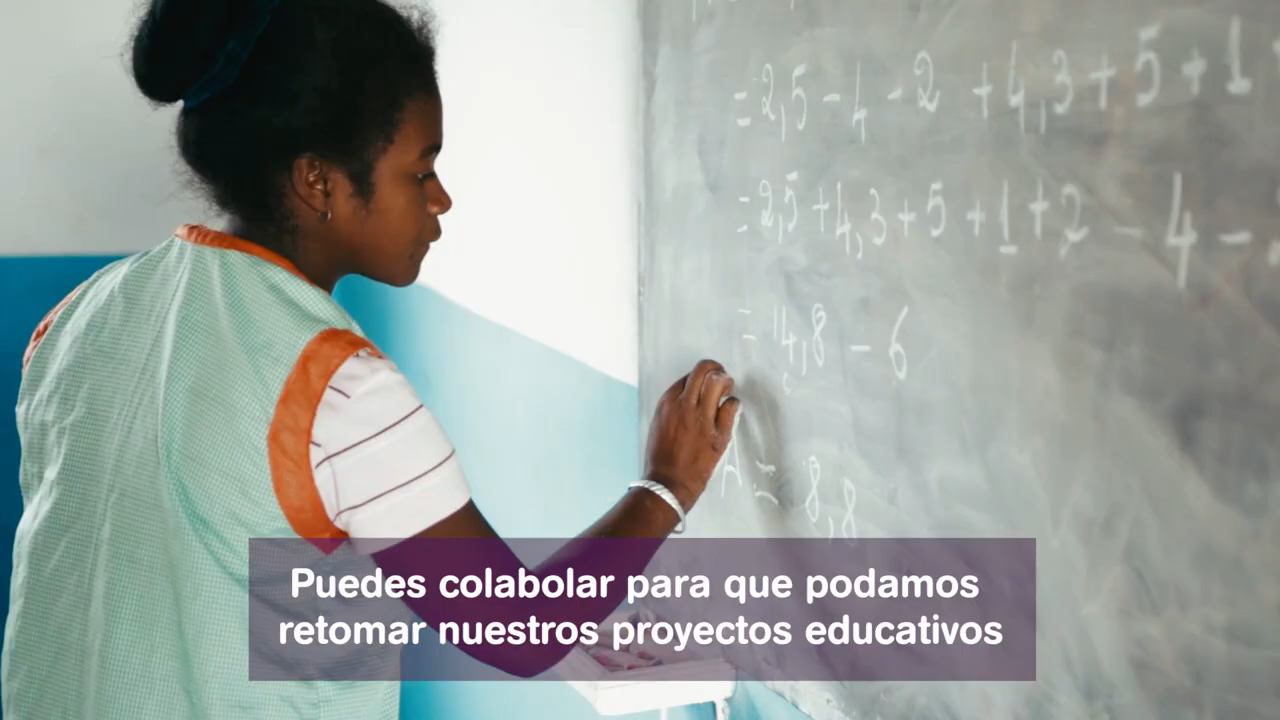 = 2,5 - 4 - 2 + 4,3 + 5 + 1
= 2,5 + 4,3 + 5 + 1 + 2 - 4 -
= 14,8 - 6
A = 8,8
Puedes colabolar para que podamos
retomar nuestros proyectos educativos